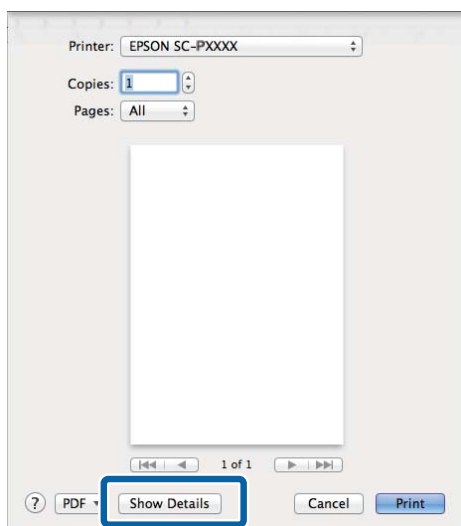 Printer: EPSON SC-PXXXX
Copies: 1
Pages: All
1 of 1
? PDF Show Details Cancel Print